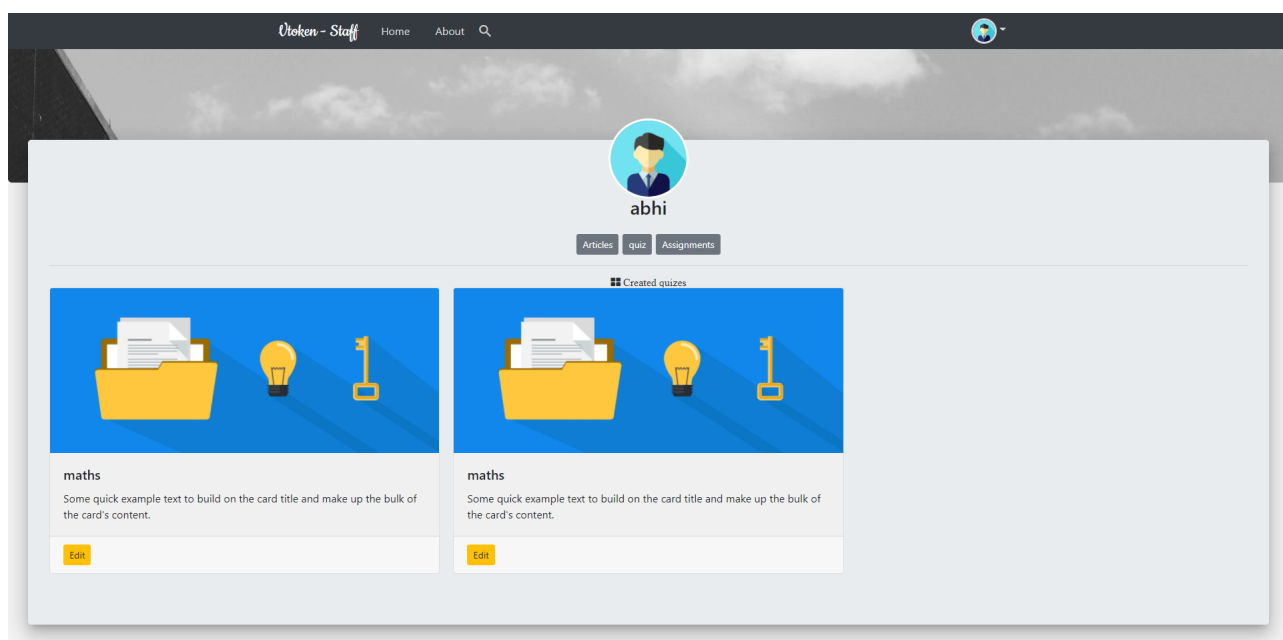 Utoken - Staff Home About
abhi
Articles quiz Assignments
Created quizes
maths
Some quick example text to build on the card title and make up the bulk of
the card's content.
Edit
maths
Some quick example text to build on the card title and make up the bulk of
the card's content.
Edit